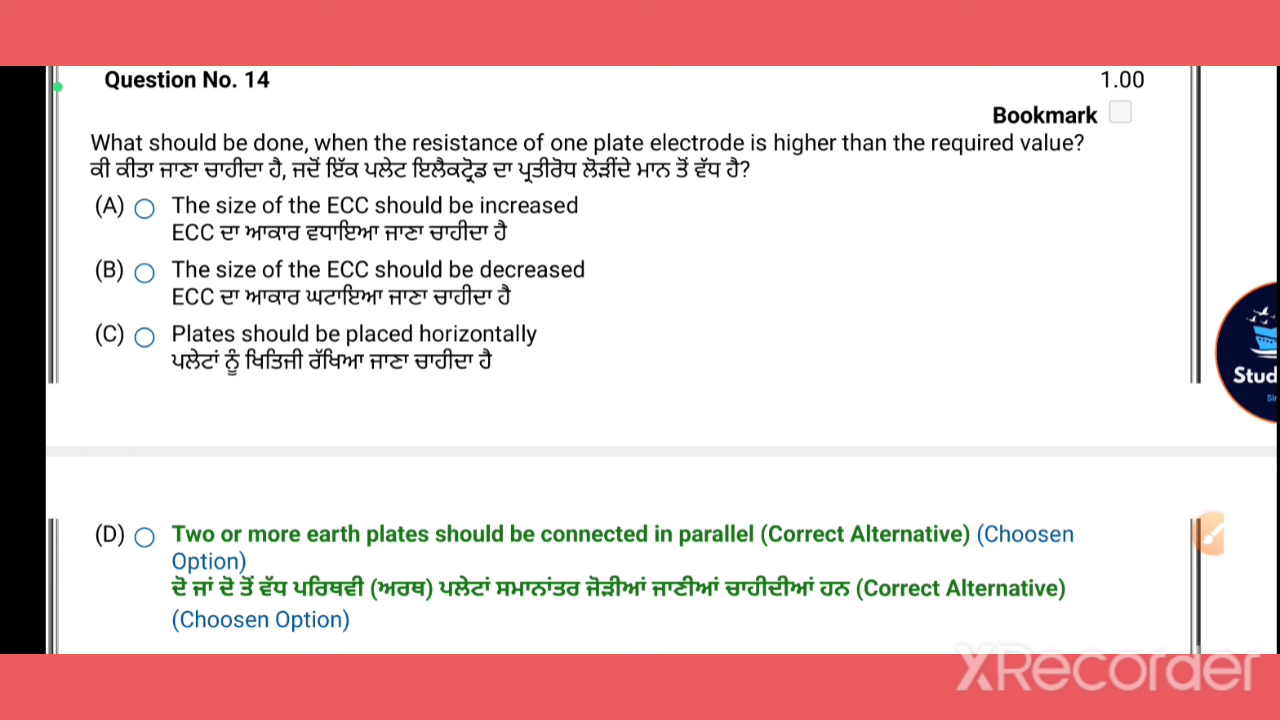 Question No. 14
1.00
Bookmark
What should be done, when the resistance of one plate electrode is higher than the required value?
ਕੀ ਕੀਤਾ ਜਾਣਾ ਚਾਹੀਦਾ ਹੈ, ਜਦੋਂ ਇੱਕ ਪਲੇਟ ਇਲੈਕਟ੍ਰੋਡ ਦਾ ਪ੍ਰਤੀਰੋਧ ਲੋੜੀਂਦੇ ਮਾਨ ਤੋਂ ਵੱਧ ਹੈ?
(A) The size of the ECC should be increased
ECC ਦਾ ਆਕਾਰ ਵਧਾਇਆ ਜਾਣਾ ਚਾਹੀਦਾ ਹੈ
(B) The size of the ECC should be decreased
ECC ਦਾ ਆਕਾਰ ਘਟਾਇਆ ਜਾਣਾ ਚਾਹੀਦਾ ਹੈ
(C) Plates should be placed horizontally
ਪਲੇਟਾਂ ਨੂੰ ਖਿਤਿਜੀ ਰੱਖਿਆ ਜਾਣਾ ਚਾਹੀਦਾ ਹੈ
Stud
(D) Two or more earth plates should be connected in parallel (Correct Alternative) (Choosen
Option)
ਦੋ ਜਾਂ ਦੋ ਤੋਂ ਵੱਧ ਪਰਿਥਵੀ (ਅਰਥ) ਪਲੇਟਾਂ ਸਮਾਨਾਂਤਰ ਜੋੜੀਆਂ ਜਾਣੀਆਂ ਚਾਹੀਦੀਆਂ ਹਨ (Correct Alternative)
(Choosen Option)
XRecorder